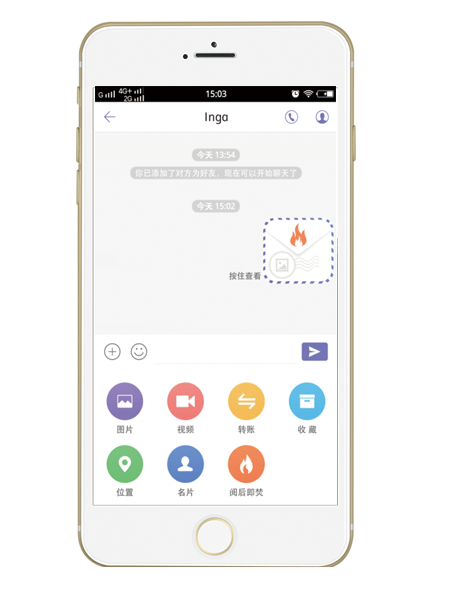 G 4G+ 2G 15:03
Inga
今天 13:54
你已添加了对方为好友，现在可以开始聊天了
今天 15:02
按住查看
图片 视频 转账 收藏
位置 名片 阅后即焚